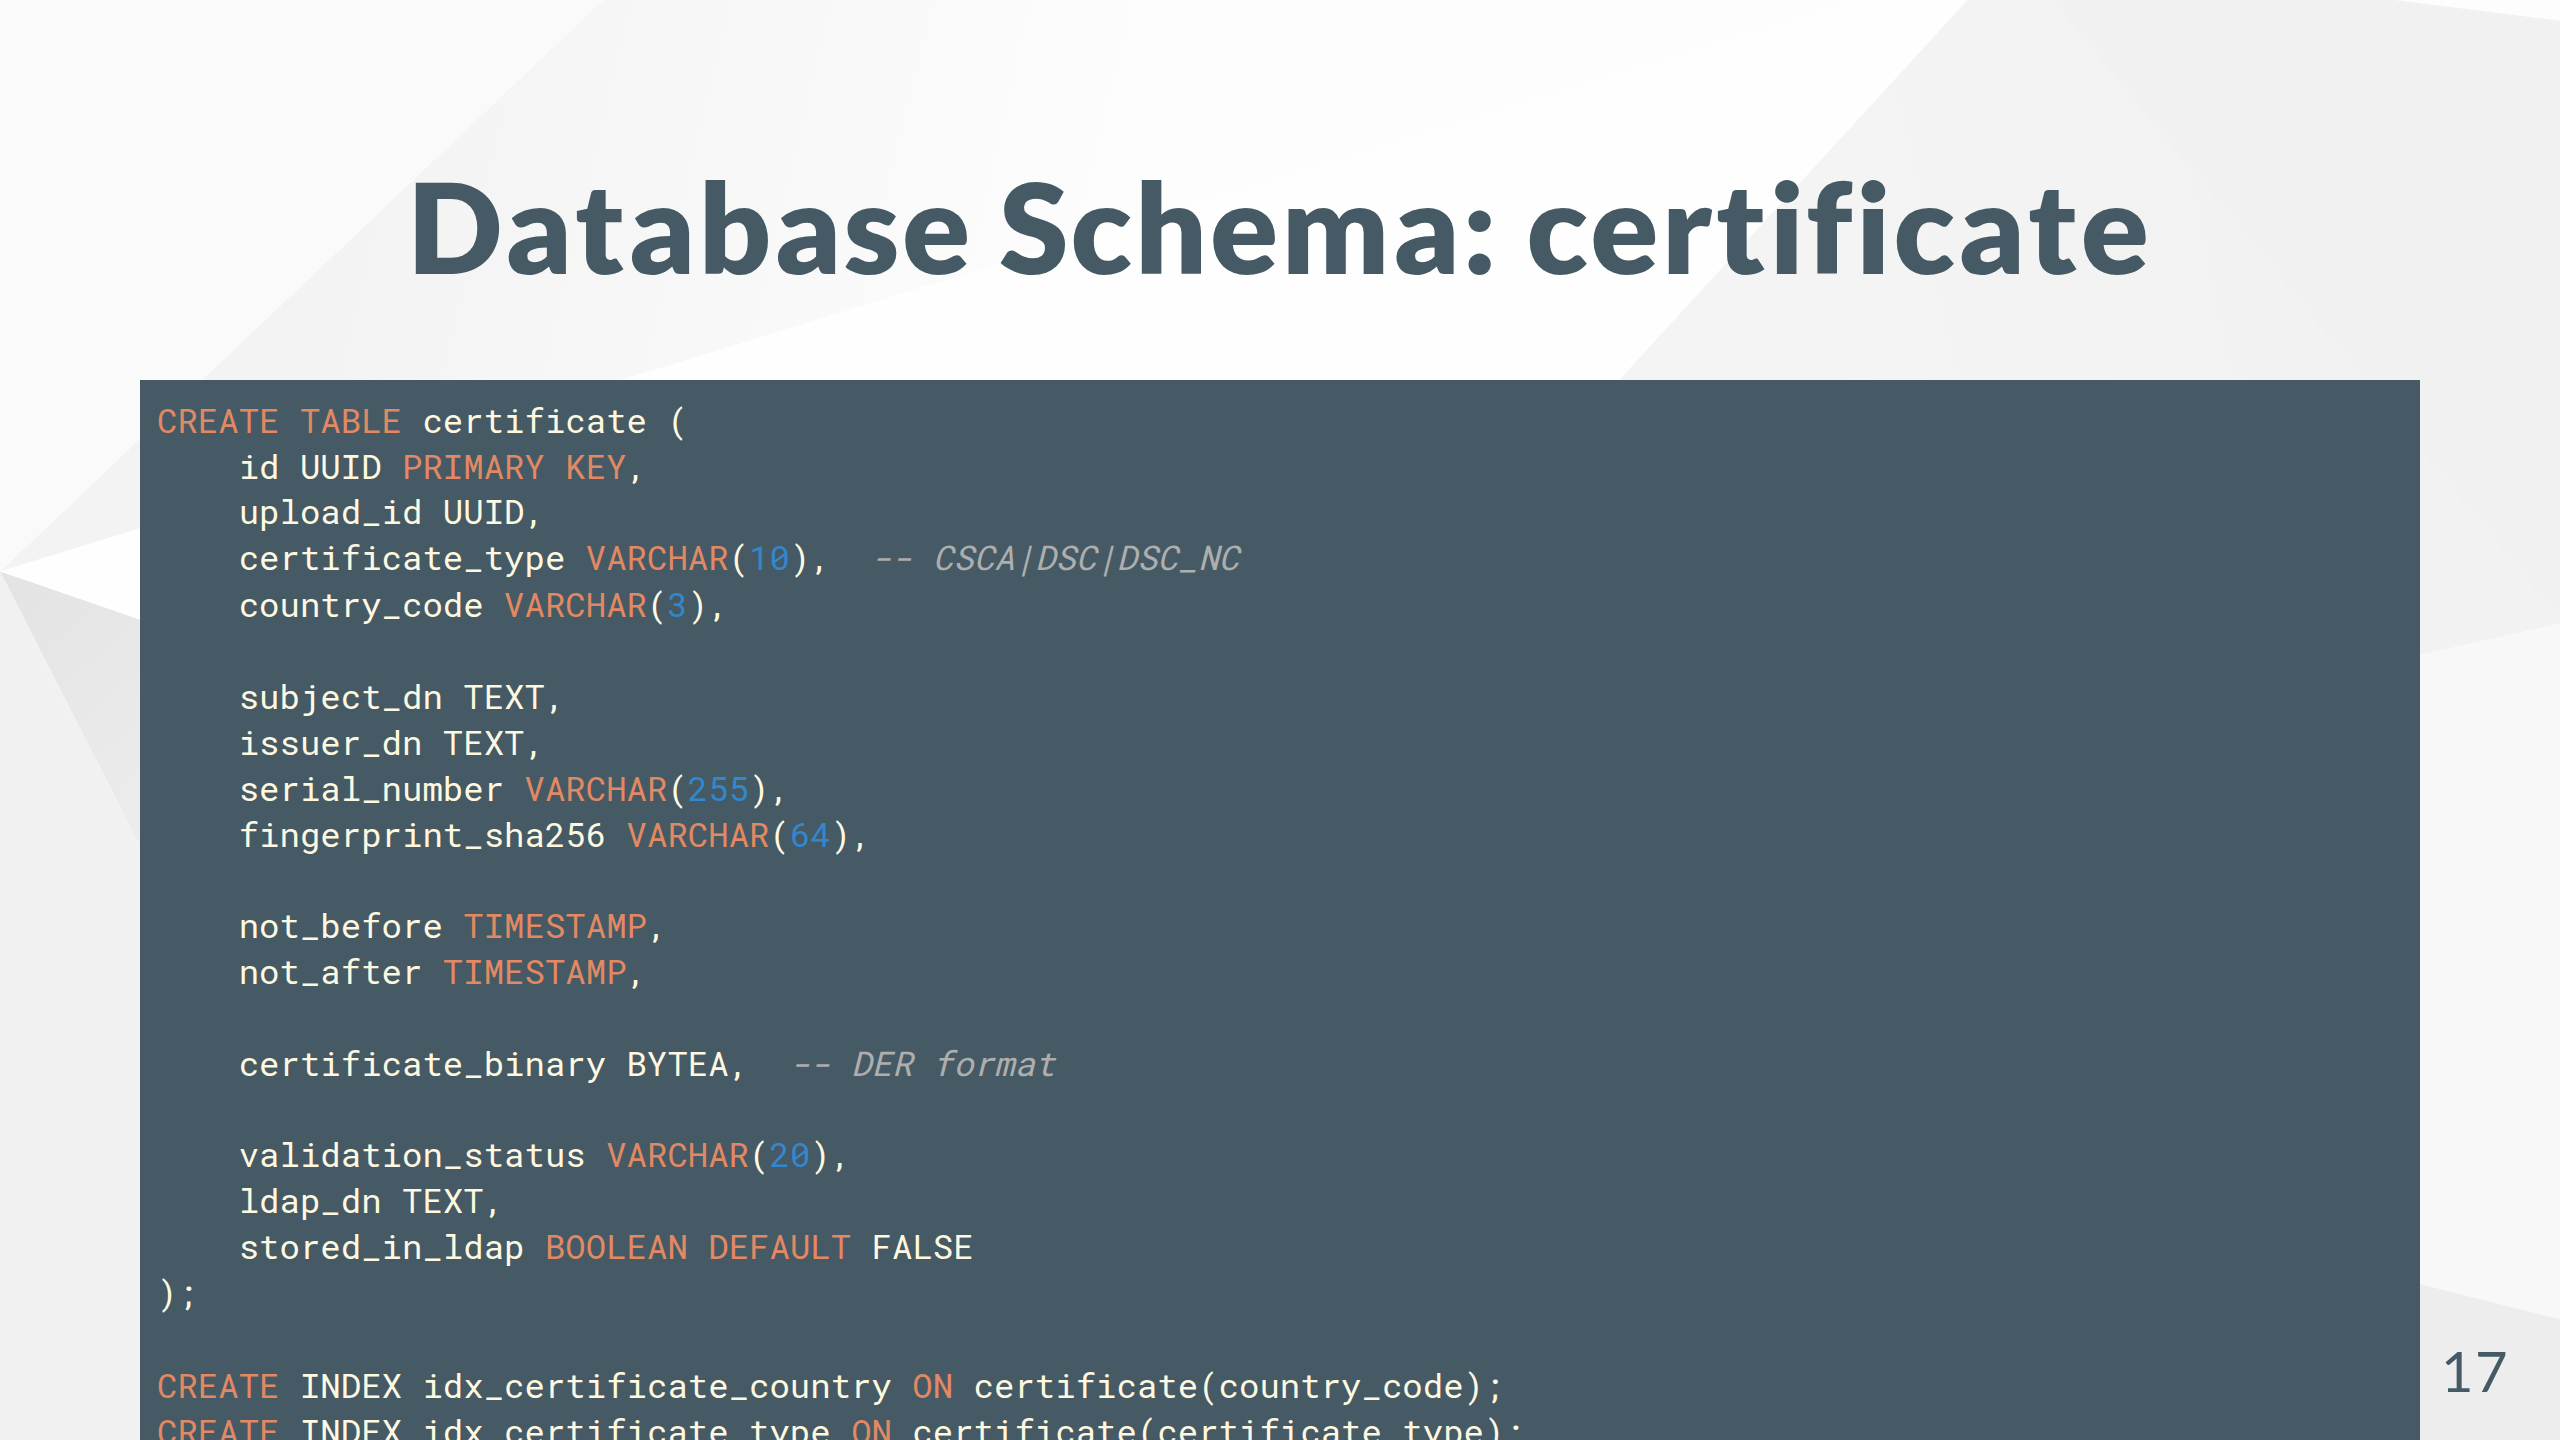 Database Schema: certificate
CREATE TABLE certificate (
    id UUID PRIMARY KEY,
    upload_id UUID,
    certificate_type VARCHAR(10),  -- CSCA|DSC|DSC_NC
    country_code VARCHAR(3),
    subject_dn TEXT,
    issuer_dn TEXT,
    serial_number VARCHAR(255),
    fingerprint_sha256 VARCHAR(64),
    not_before TIMESTAMP,
    not_after TIMESTAMP,
    certificate_binary BYTEA,  -- DER format
    validation_status VARCHAR(20),
    ldap_dn TEXT,
    stored_in_ldap BOOLEAN DEFAULT FALSE
);
CREATE INDEX idx_certificate_country ON certificate(country_code);
CREATE INDEX idx_certificate_type ON certificate(certificate_type);
17